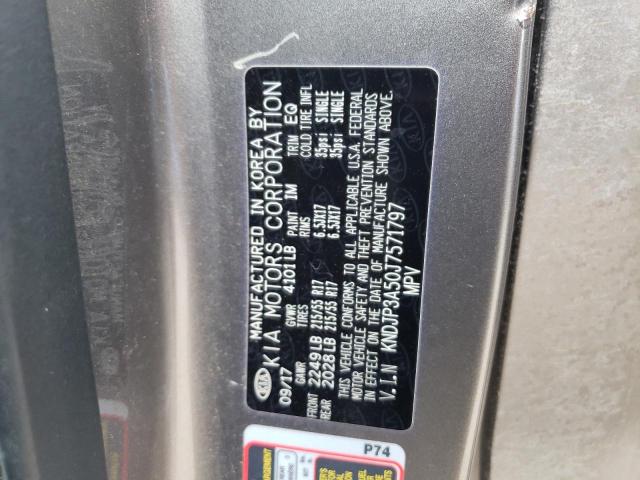 KIA MANUFACTURED IN KOREA BY
KIA MOTORS CORPORATION
09/17 GVWR 4101LB PAINT IM TRIM EQ
GAWR TIRES RIMS COLD TIRE INFL
FRONT 2249LB 215/55 R17 6.5JX17 35psi SINGLE
REAR 2028LB 215/55 R17 6.5JX17 35psi SINGLE
THIS VEHICLE CONFORMS TO ALL APPLICABLE U.S.A. FEDERAL
MOTOR VEHICLE SAFETY AND THEFT PREVENTION STANDARDS
IN EFFECT ON THE DATE OF MANUFACTURE SHOWN ABOVE.
V.I.N KNDJP3A50J7571797
MPV
P74